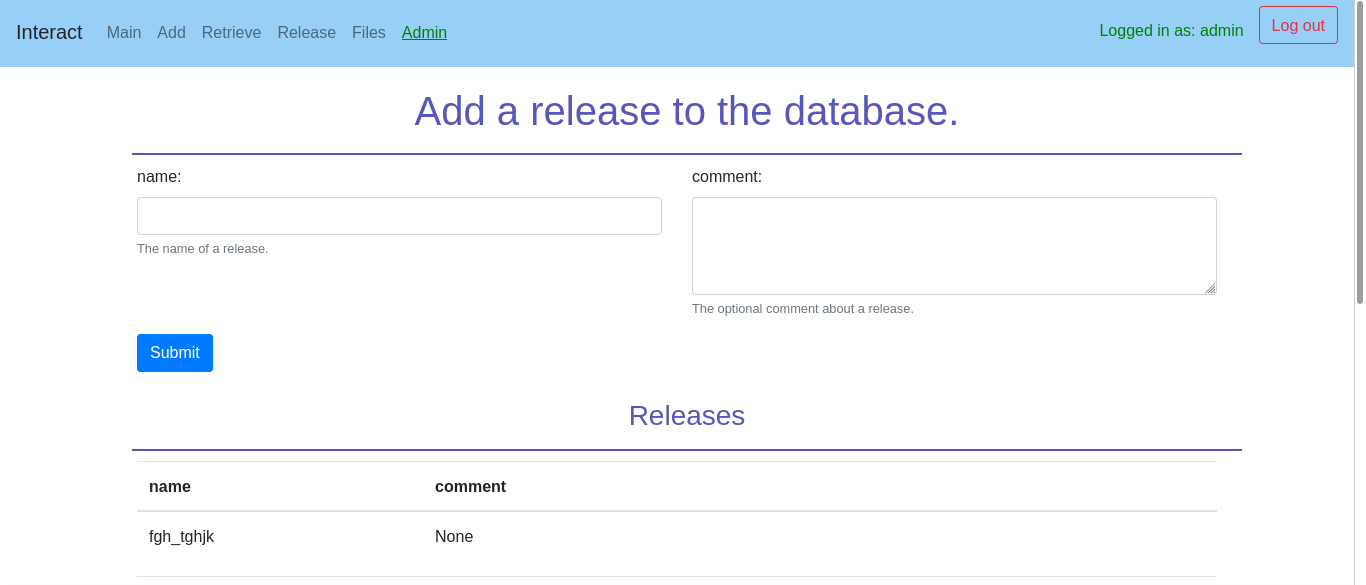 Interact Main Add Retrieve Release Files Admin Logged in as: admin Log out
Add a release to the database.
name: comment:
The name of a release.
The optional comment about a release.
Submit
Releases
name comment
fgh_tghjk None